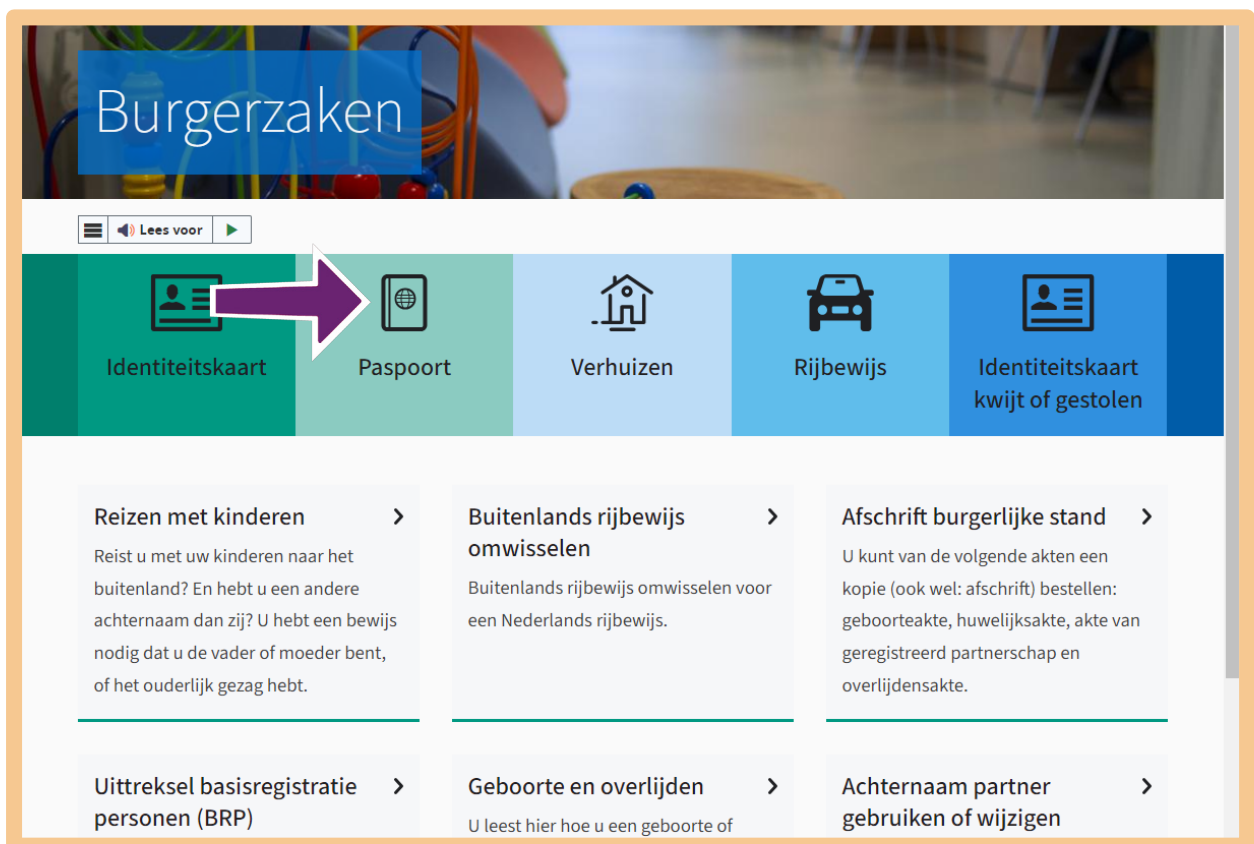 Burgerzaken
Lees voor
Identiteitskaart
Paspoort
Verhuizen
Rijbewijs
Identiteitskaart
kwijt of gestolen
Reizen met kinderen
Reist u met uw kinderen naar het
buitenland? En hebt u een andere
achternaam dan zij? U hebt een bewijs
nodig dat u de vader of moeder bent,
of het ouderlijk gezag hebt.
Buitenlands rijbewijs
omwisselen
Buitenlands rijbewijs omwisselen voor
een Nederlands rijbewijs.
Afschrift burgerlijke stand
U kunt van de volgende akten een
kopie (ook wel: afschrift) bestellen:
geboorteakte, huwelijksakte, akte van
geregistreerd partnerschap en
overlijdensakte.
Uittreksel basisregistratie
personen (BRP)
Geboorte en overlijden
U leest hier hoe u een geboorte of
Achternaam partner
gebruiken of wijzigen